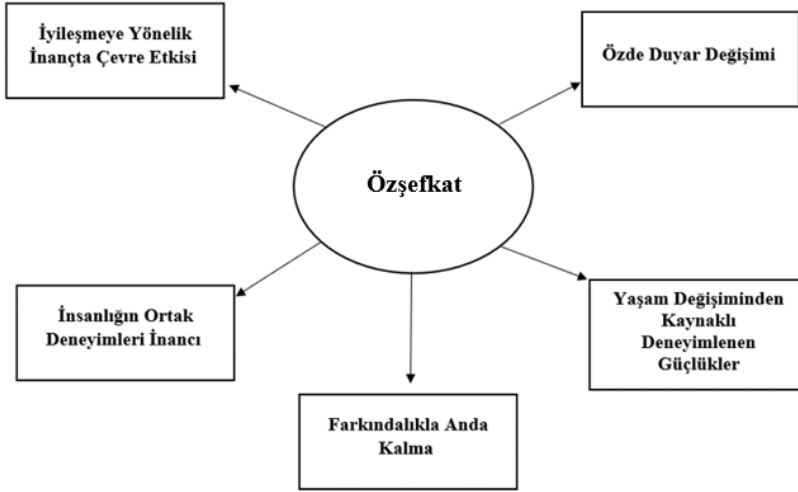 İyileşmeye Yönelik
İnançta Çevre Etkisi
Özde Duyar Değişimi
Özşefkat
İnsanlığın Ortak
Deneyimleri İnancı
Yaşam Değişiminden
Kaynaklı
Deneyimlenen
Güçlükler
Farkındalıkla Anda
Kalma